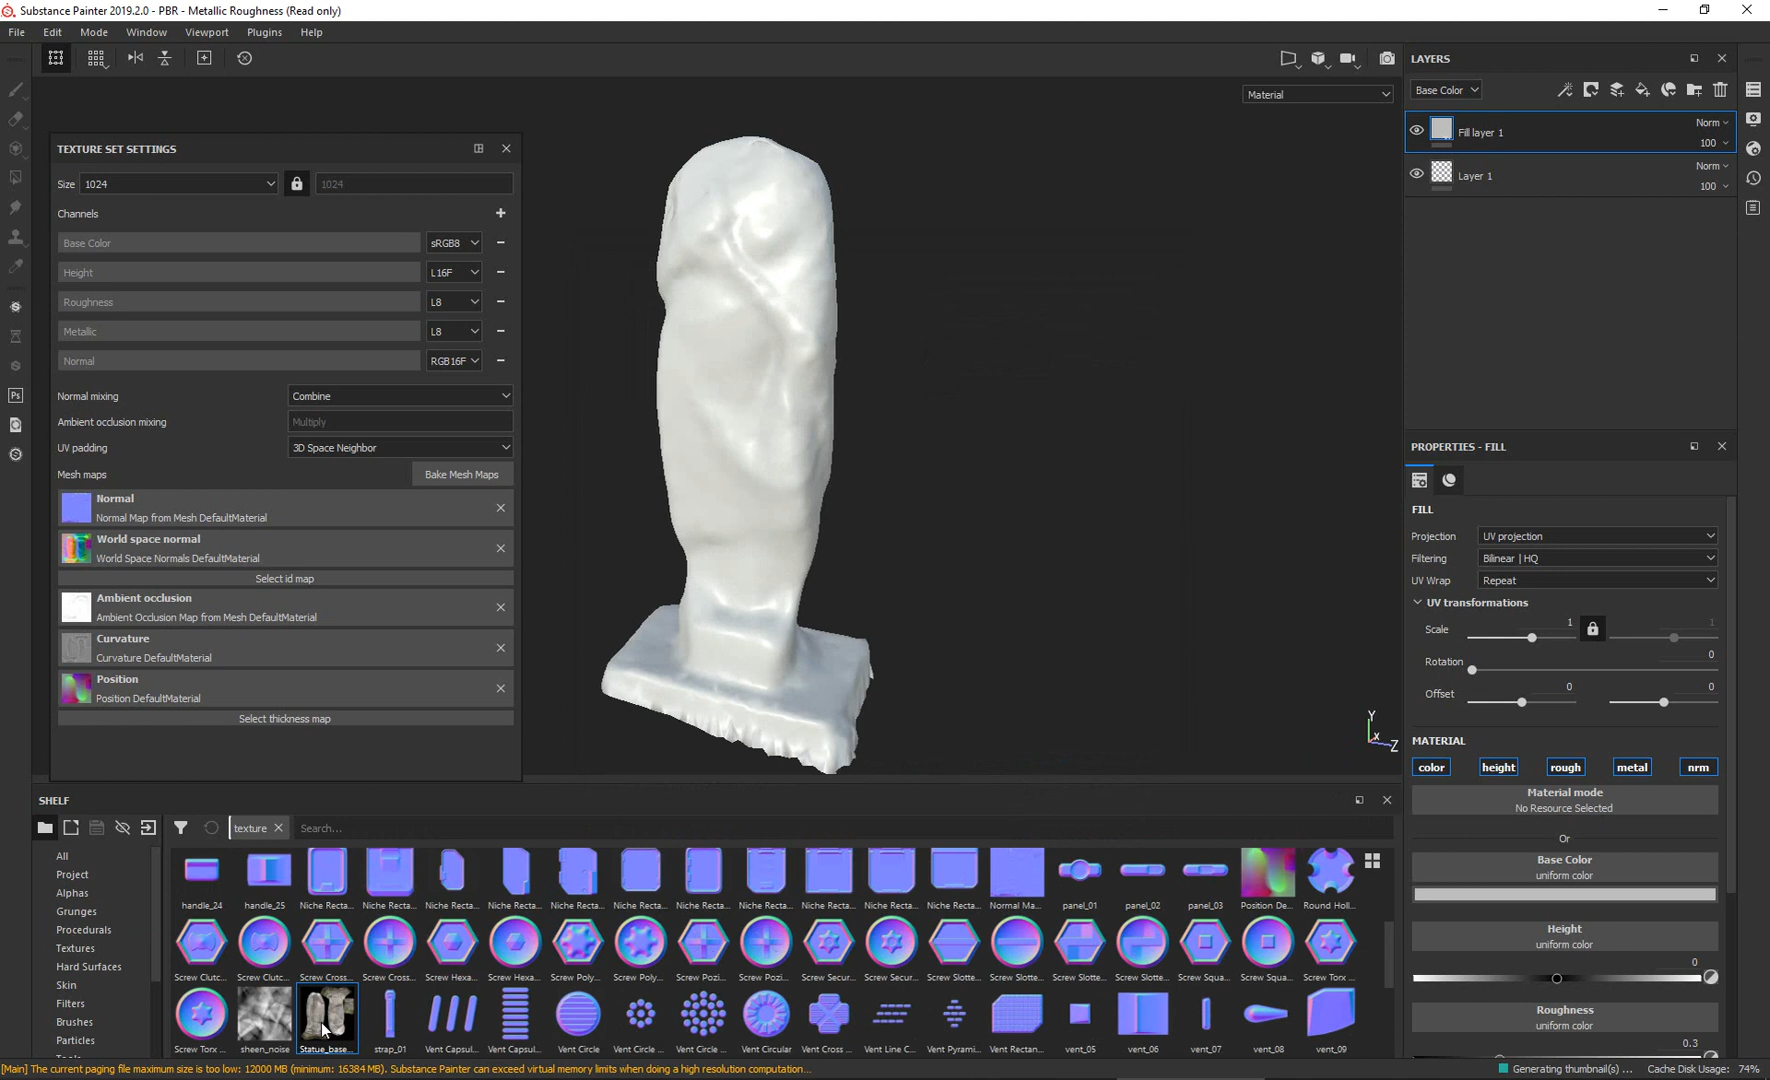 Substance Painter 2019.2.0 - PBR - Metallic Roughness (Read only)
File Edit Mode Window Viewport Plugins Help
Material
TEXTURE SET SETTINGS
Size 1024 1024
Channels
Base Color sRGB8
Height L16F
Roughness L8
Metallic L8
Normal RGB16F
Normal mixing Combine
Ambient occlusion mixing Multiply
UV padding 3D Space Neighbor
Mesh maps Bake Mesh Maps
Normal
Normal Map from Mesh DefaultMaterial
World space normal
World Space Normals DefaultMaterial
Select id map
Ambient occlusion
Ambient Occlusion Map from Mesh DefaultMaterial
Curvature
Curvature DefaultMaterial
Position
Position DefaultMaterial
Select thickness map
Ps
Y
X
Z
LAYERS
Base Color
Fill layer 1 Norm
100
Layer 1 Norm
100
PROPERTIES - FILL
FILL
Projection UV projection
Filtering Bilinear | HQ
UV Wrap Repeat
UV transformations
Scale 1 1
Rotation 0
Offset 0 0
MATERIAL
color height rough metal nrm
Material mode
No Resource Selected
Or
Base Color
uniform color
Height
uniform color
0
Roughness
uniform color
0.3
SHELF
texture Search...
All
Project
Alphas
Grunges
Procedurals
Textures
Hard Surfaces
Skin
Filters
Brushes
Particles
handle_24 handle_25 Niche Recta... Niche Recta... Niche Recta... Niche Recta... Niche Recta... Niche Recta... Niche Recta... Niche Recta... Niche Recta... Niche Recta... Niche Recta... Normal Ma... panel_01 panel_02 panel_03 Position De... Round Holl...
Screw Clutc... Screw Clutc... Screw Cross... Screw Cross... Screw Hexa... Screw Hexa... Screw Poly... Screw Poly... Screw Pozi... Screw Pozi... Screw Secur... Screw Secur... Screw Slotte... Screw Slotte... Screw Slotte... Screw Slotte... Screw Squa... Screw Squa... Screw Torx ...
Screw Torx ... sheen_noise Statue_base... strap_01 Vent Capsul... Vent Capsul... Vent Circle Vent Circle ... Vent Circle ... Vent Circular Vent Cross ... Vent Line C... Vent Pyrami... Vent Rectan... vent_05 vent_06 vent_07 vent_08 vent_09
[Main] The current paging file maximum size is too low: 12000 MB (minimum: 16384 MB). Substance Painter can exceed virtual memory limits when doing a high resolution computation... Generating thumbnail(s) ... Cache Disk Usage: 74%